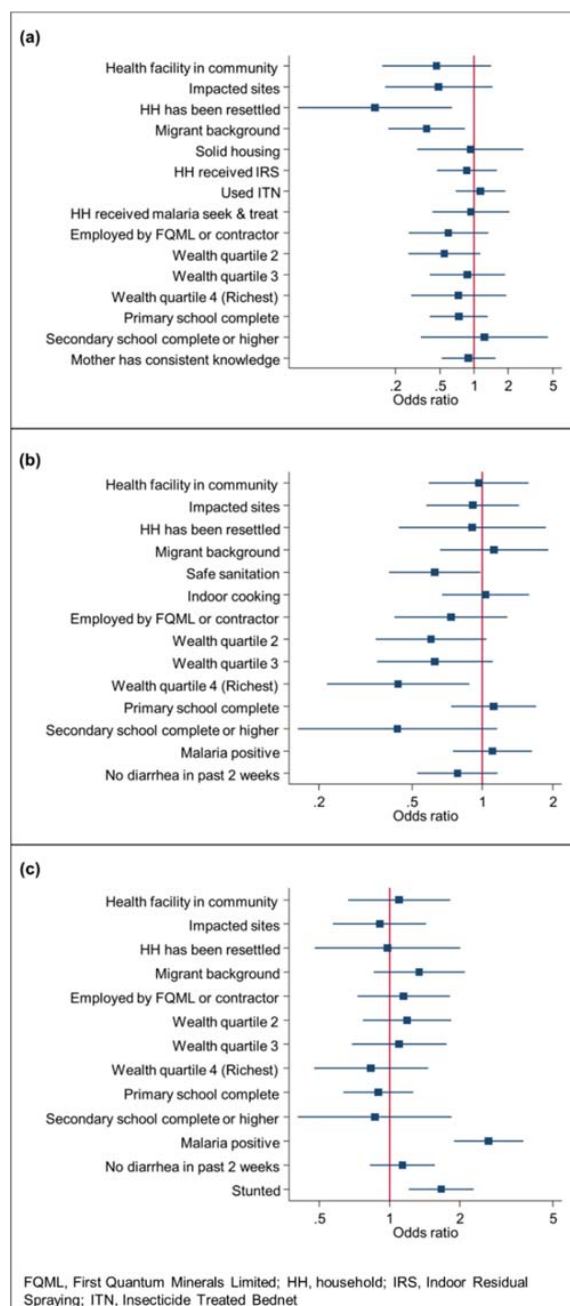 (a)
Health facility in community
Impacted sites
HH has been resettled
Migrant background
Solid housing
HH received IRS
Used ITN
HH received malaria seek & treat
Employed by FQML or contractor
Wealth quartile 2
Wealth quartile 3
Wealth quartile 4 (Richest)
Primary school complete
Secondary school complete or higher
Mother has consistent knowledge
.2 .5 1 2 5
Odds ratio
(b)
Health facility in community
Impacted sites
HH has been resettled
Migrant background
Safe sanitation
Indoor cooking
Employed by FQML or contractor
Wealth quartile 2
Wealth quartile 3
Wealth quartile 4 (Richest)
Primary school complete
Secondary school complete or higher
Malaria positive
No diarrhea in past 2 weeks
.2 .5 1 2
Odds ratio
(c)
Health facility in community
Impacted sites
HH has been resettled
Migrant background
Employed by FQML or contractor
Wealth quartile 2
Wealth quartile 3
Wealth quartile 4 (Richest)
Primary school complete
Secondary school complete or higher
Malaria positive
No diarrhea in past 2 weeks
Stunted
.5 1 2 5
Odds ratio
FQML, First Quantum Minerals Limited; HH, household; IRS, Indoor Residual
Spraying; ITN, Insecticide Treated Bednet